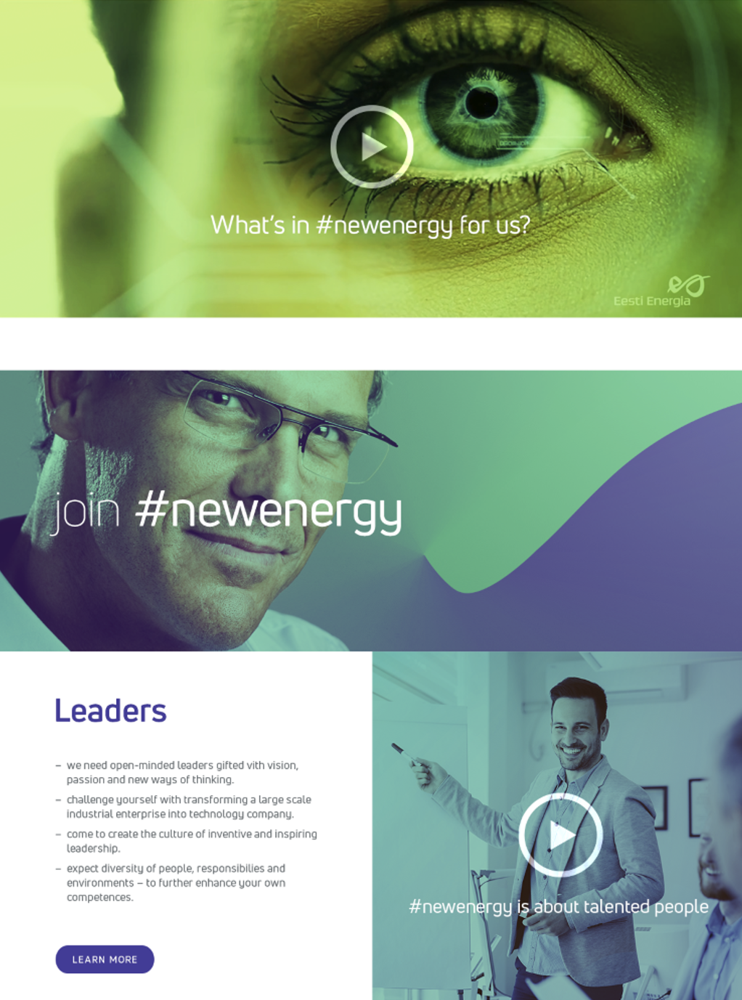 What's in #newenergy for us?
Eesti Energia
join #newenergy
Leaders
– we need open-minded leaders gifted vith vision,
passion and new ways of thinking.
– challenge yourself with transforming a large scale
industrial enterprise into technology company.
– come to create the culture of inventive and inspiring
leadership.
– expect diversity of people, responsibilies and
environments – to further enhance your own
competences.
LEARN MORE
#newenergy is about talented people